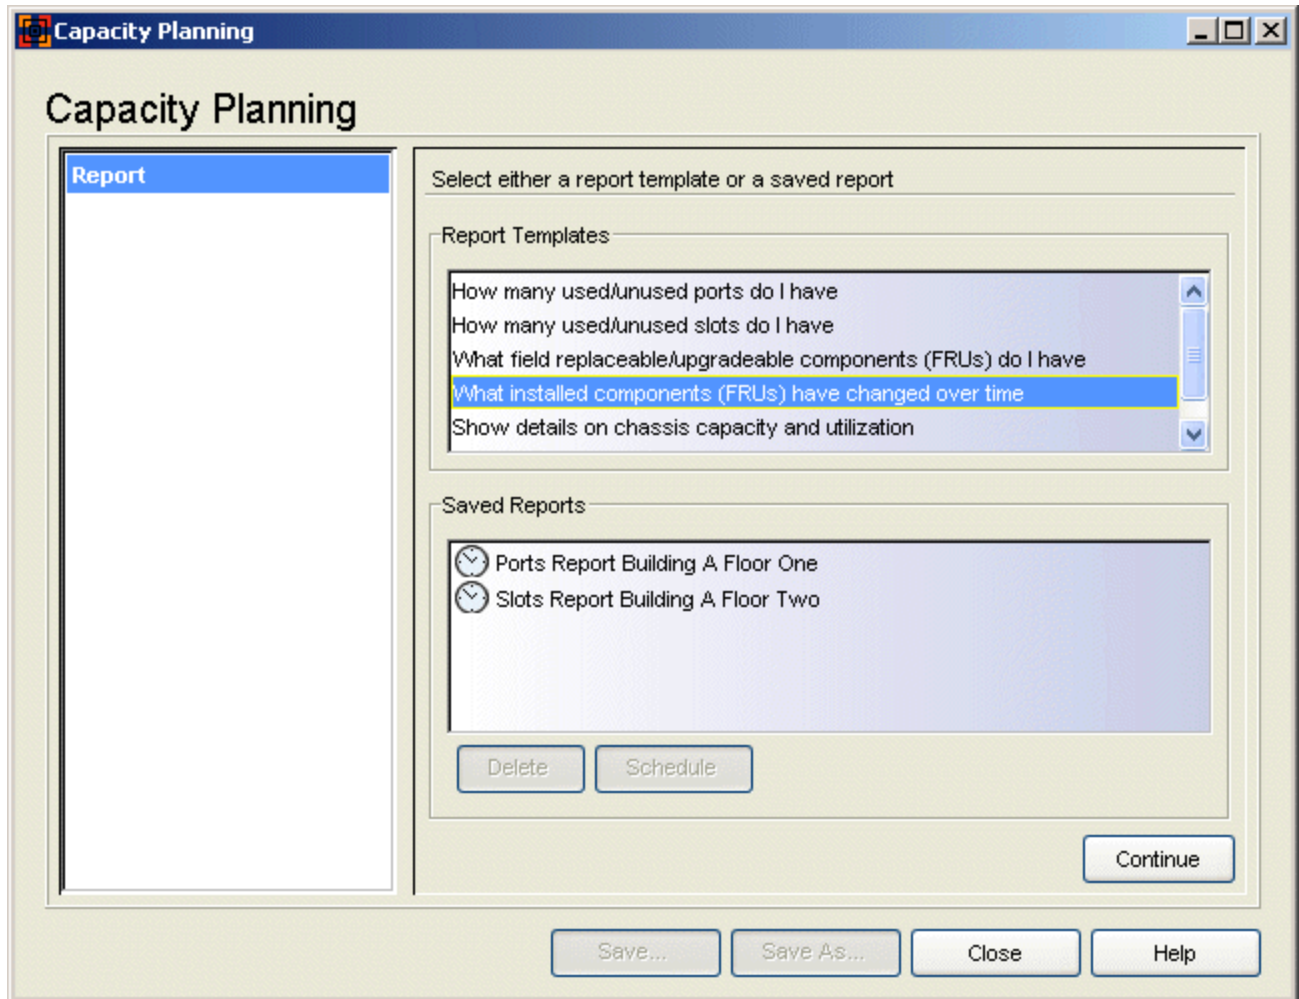 Capacity Planning
Capacity Planning
Report
Select either a report template or a saved report
Report Templates
How many used/unused ports do I have
How many used/unused slots do I have
What field replaceable/upgradeable components (FRUs) do I have
What installed components (FRUs) have changed over time
Show details on chassis capacity and utilization
Saved Reports
Ports Report Building A Floor One
Slots Report Building A Floor Two
Delete
Schedule
Continue
Save...
Save As...
Close
Help